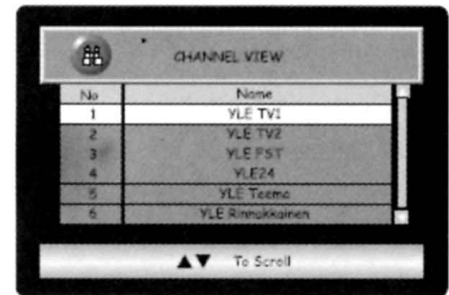 CHANNEL VIEW
No Name
1 YLE TV1
2 YLE TV2
3 YLE FST
4 YLE24
5 YLE Teema
6 YLE Rinnakkainen
▲▼ To Scroll